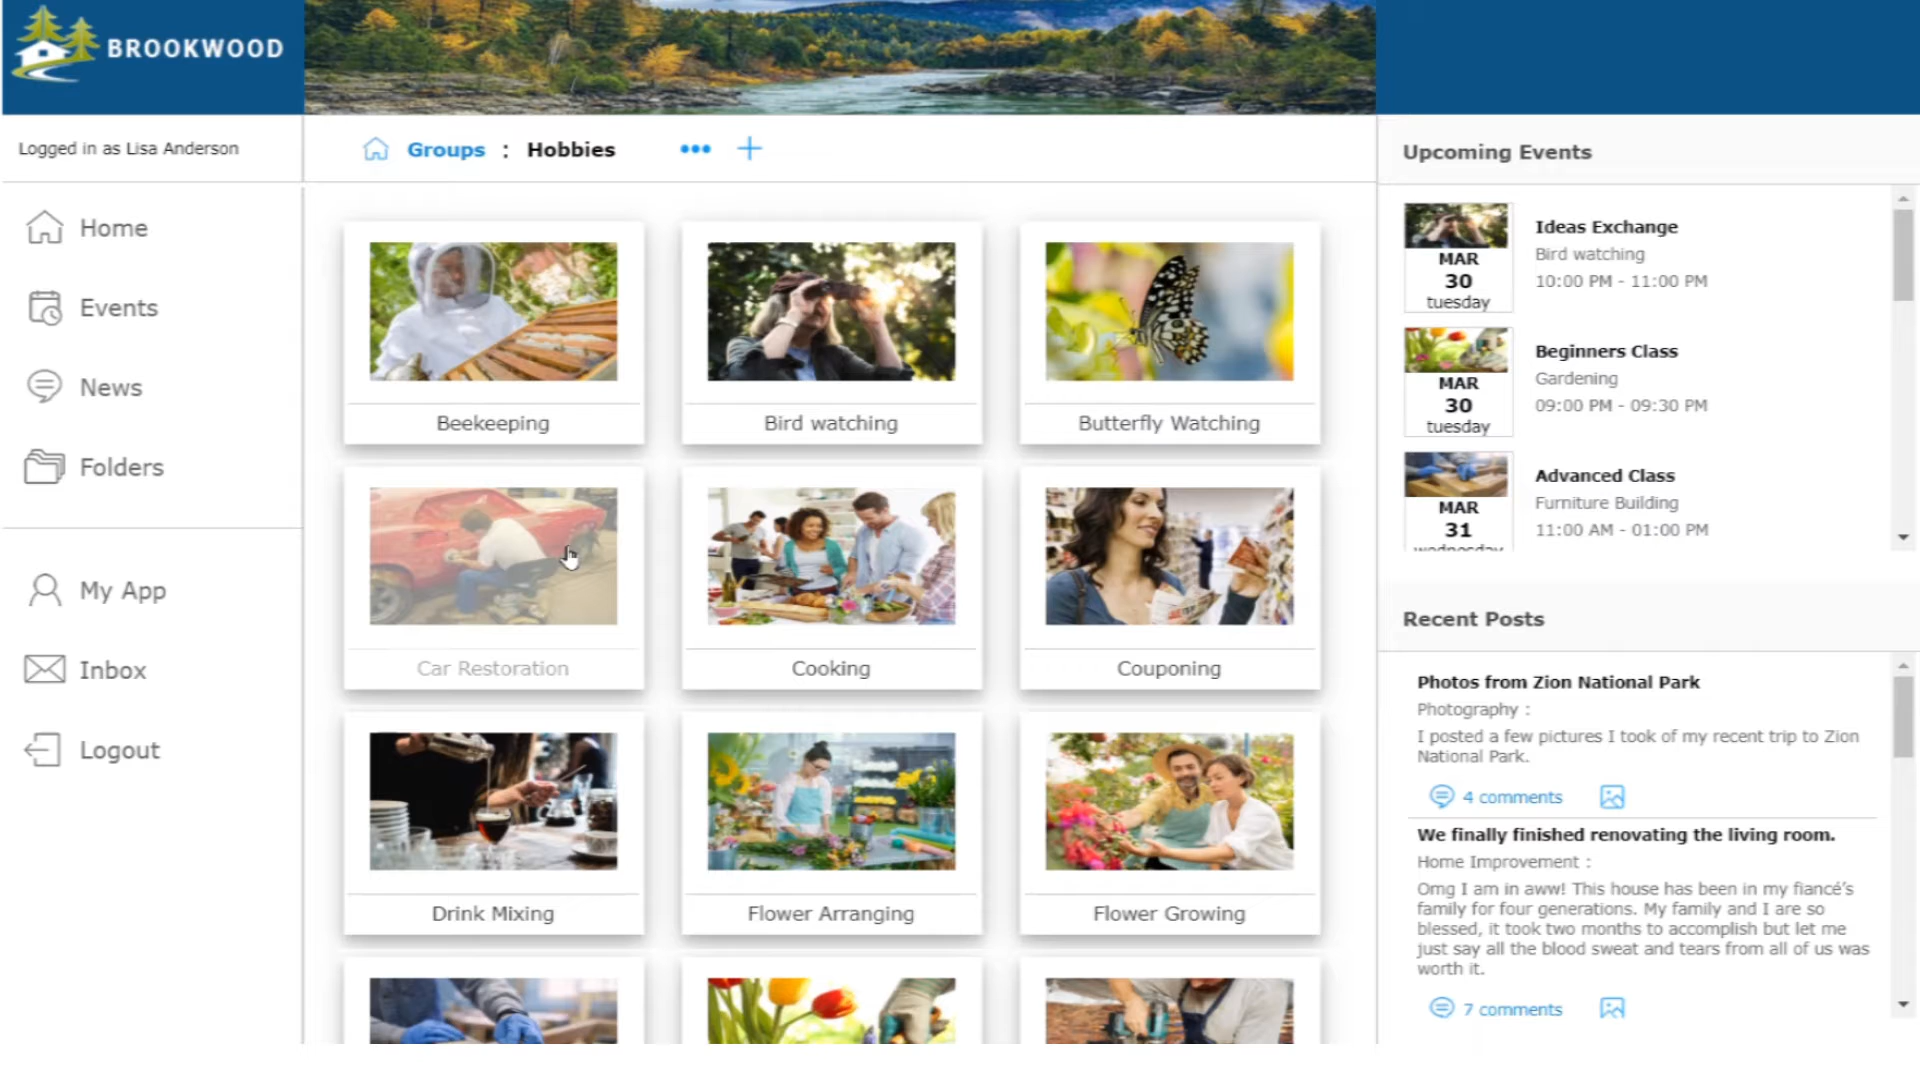 BROOKWOOD
Logged in as Lisa Anderson
Home
Events
News
Folders
My App
Inbox
Logout
Groups : Hobbies
Beekeeping
Bird watching
Butterfly Watching
Car Restoration
Cooking
Couponing
Drink Mixing
Flower Arranging
Flower Growing
Upcoming Events
MAR
30
tuesday
Ideas Exchange
Bird watching
10:00 PM - 11:00 PM
MAR
30
tuesday
Beginners Class
Gardening
09:00 PM - 09:30 PM
MAR
31
wednesday
Advanced Class
Furniture Building
11:00 AM - 01:00 PM
Recent Posts
Photos from Zion National Park
Photography :
I posted a few pictures I took of my recent trip to Zion
National Park.
4 comments
We finally finished renovating the living room.
Home Improvement :
Omg I am in aww! This house has been in my fiancé's
family for four generations. My family and I are so
blessed, it took two months to accomplish but let me
just say all the blood sweat and tears from all of us was
worth it.
7 comments